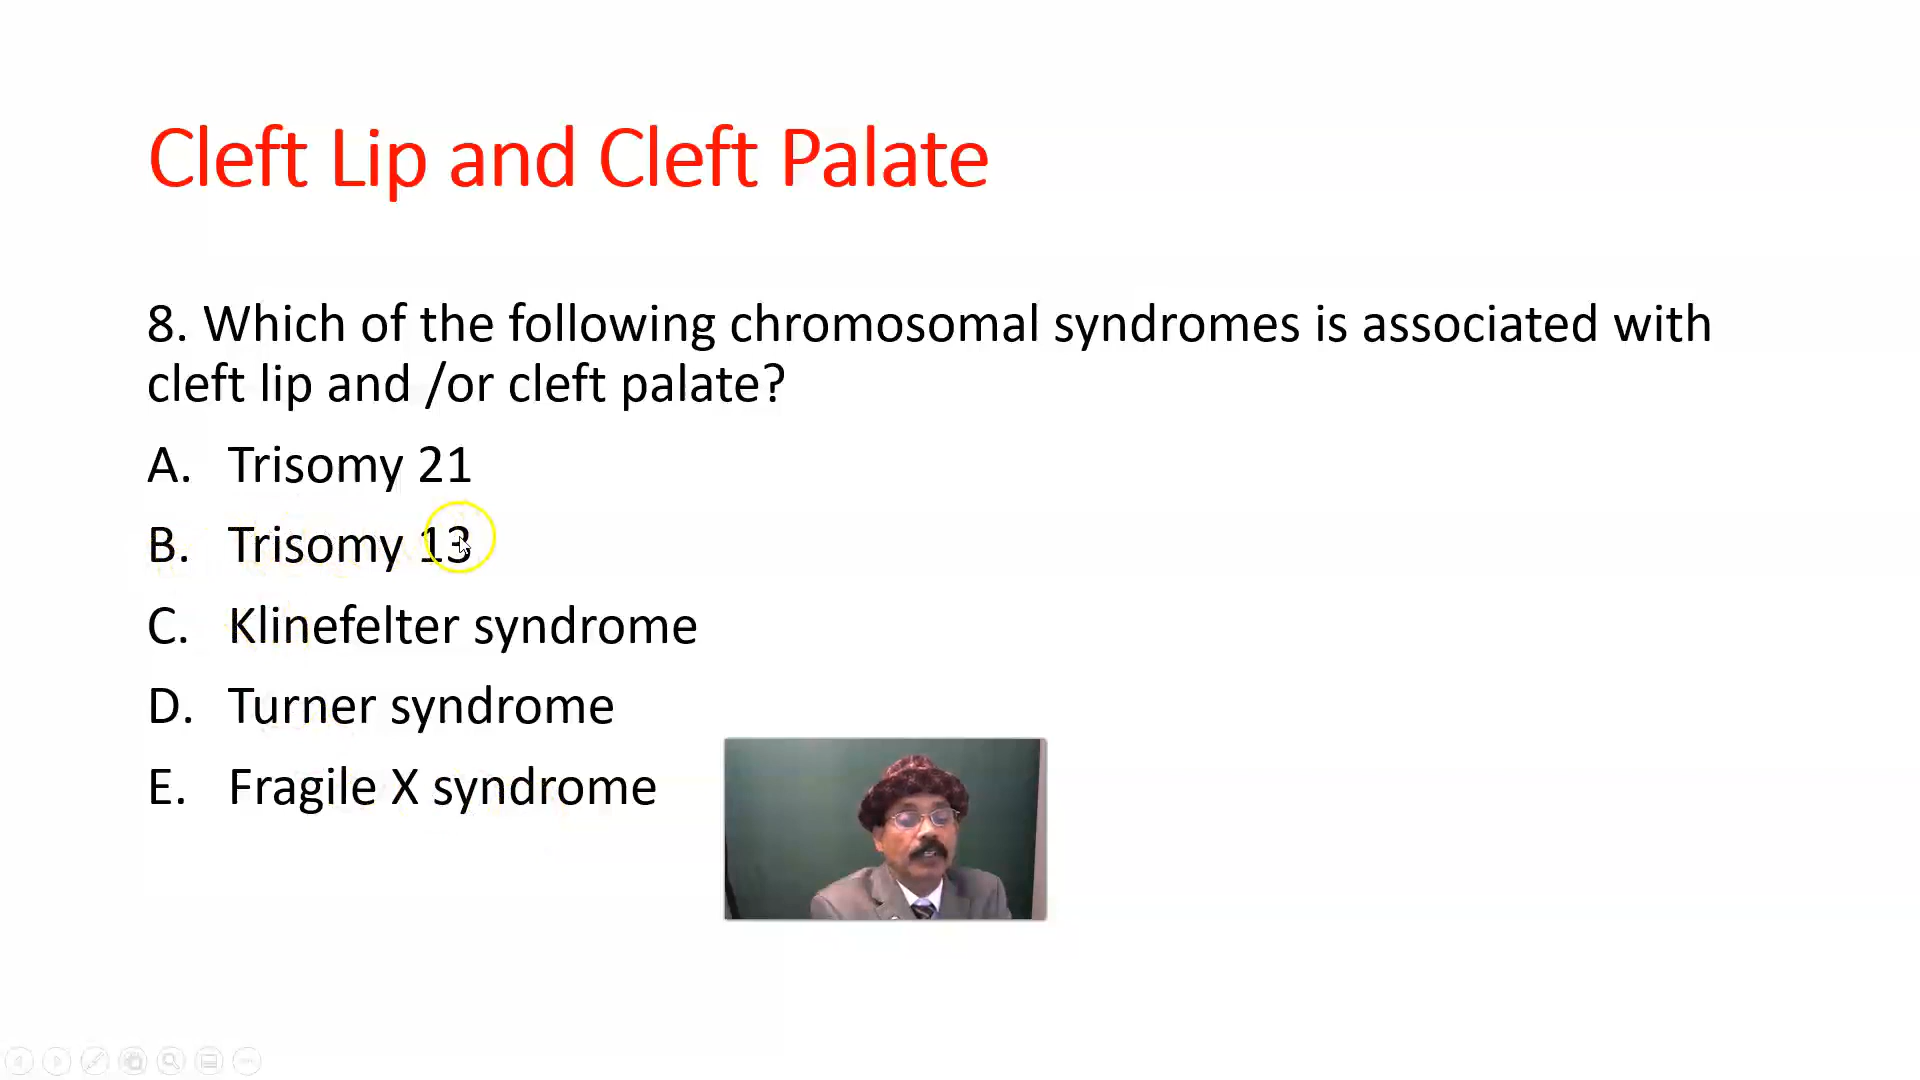 Cleft Lip and Cleft Palate
8. Which of the following chromosomal syndromes is associated with
cleft lip and /or cleft palate?
A. Trisomy 21
B. Trisomy 13
C. Klinefelter syndrome
D. Turner syndrome
E. Fragile X syndrome